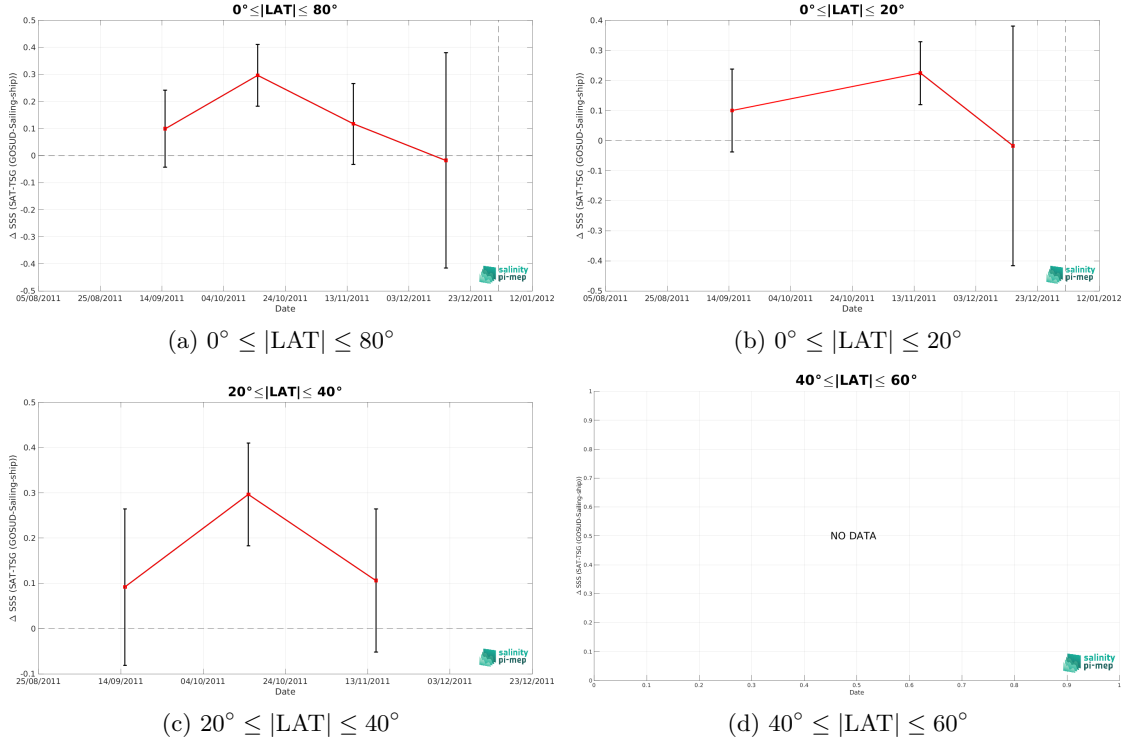 0°≤|LAT|≤ 80°
Δ SSS (SAT-TSG (GOSUD-Sailing-ship))
0.5
0.4
0.3
0.2
0.1
0
-0.1
-0.2
-0.3
-0.4
-0.5
05/08/2011 25/08/2011 14/09/2011 04/10/2011 24/10/2011 13/11/2011 03/12/2011 23/12/2011 12/01/2012
Date
salinity
pi-mep
(a) 0° ≤ |LAT| ≤ 80°
0°≤|LAT|≤ 20°
Δ SSS (SAT-TSG (GOSUD-Sailing-ship))
0.4
0.3
0.2
0.1
0
-0.1
-0.2
-0.3
-0.4
-0.5
05/08/2011 25/08/2011 14/09/2011 04/10/2011 24/10/2011 13/11/2011 03/12/2011 23/12/2011 12/01/2012
Date
salinity
pi-mep
(b) 0° ≤ |LAT| ≤ 20°
20°≤|LAT|≤ 40°
Δ SSS (SAT-TSG (GOSUD-Sailing-ship))
0.5
0.4
0.3
0.2
0.1
0
-0.1
25/08/2011 14/09/2011 04/10/2011 24/10/2011 13/11/2011 03/12/2011 23/12/2011
Date
salinity
pi-mep
(c) 20° ≤ |LAT| ≤ 40°
40°≤|LAT|≤ 60°
Δ SSS (SAT-TSG (GOSUD-Sailing-ship))
1
0.9
0.8
0.7
0.6
0.5
0.4
0.3
0.2
0.1
0
NO DATA
0 0.1 0.2 0.3 0.4 0.5 0.6 0.7 0.8 0.9 1
Date
salinity
pi-mep
(d) 40° ≤ |LAT| ≤ 60°